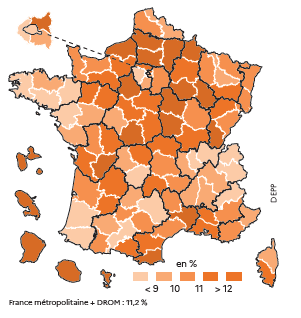 DEPP
en %
< 9 10 11 > 12
France métropolitaine + DROM : 11,2 %